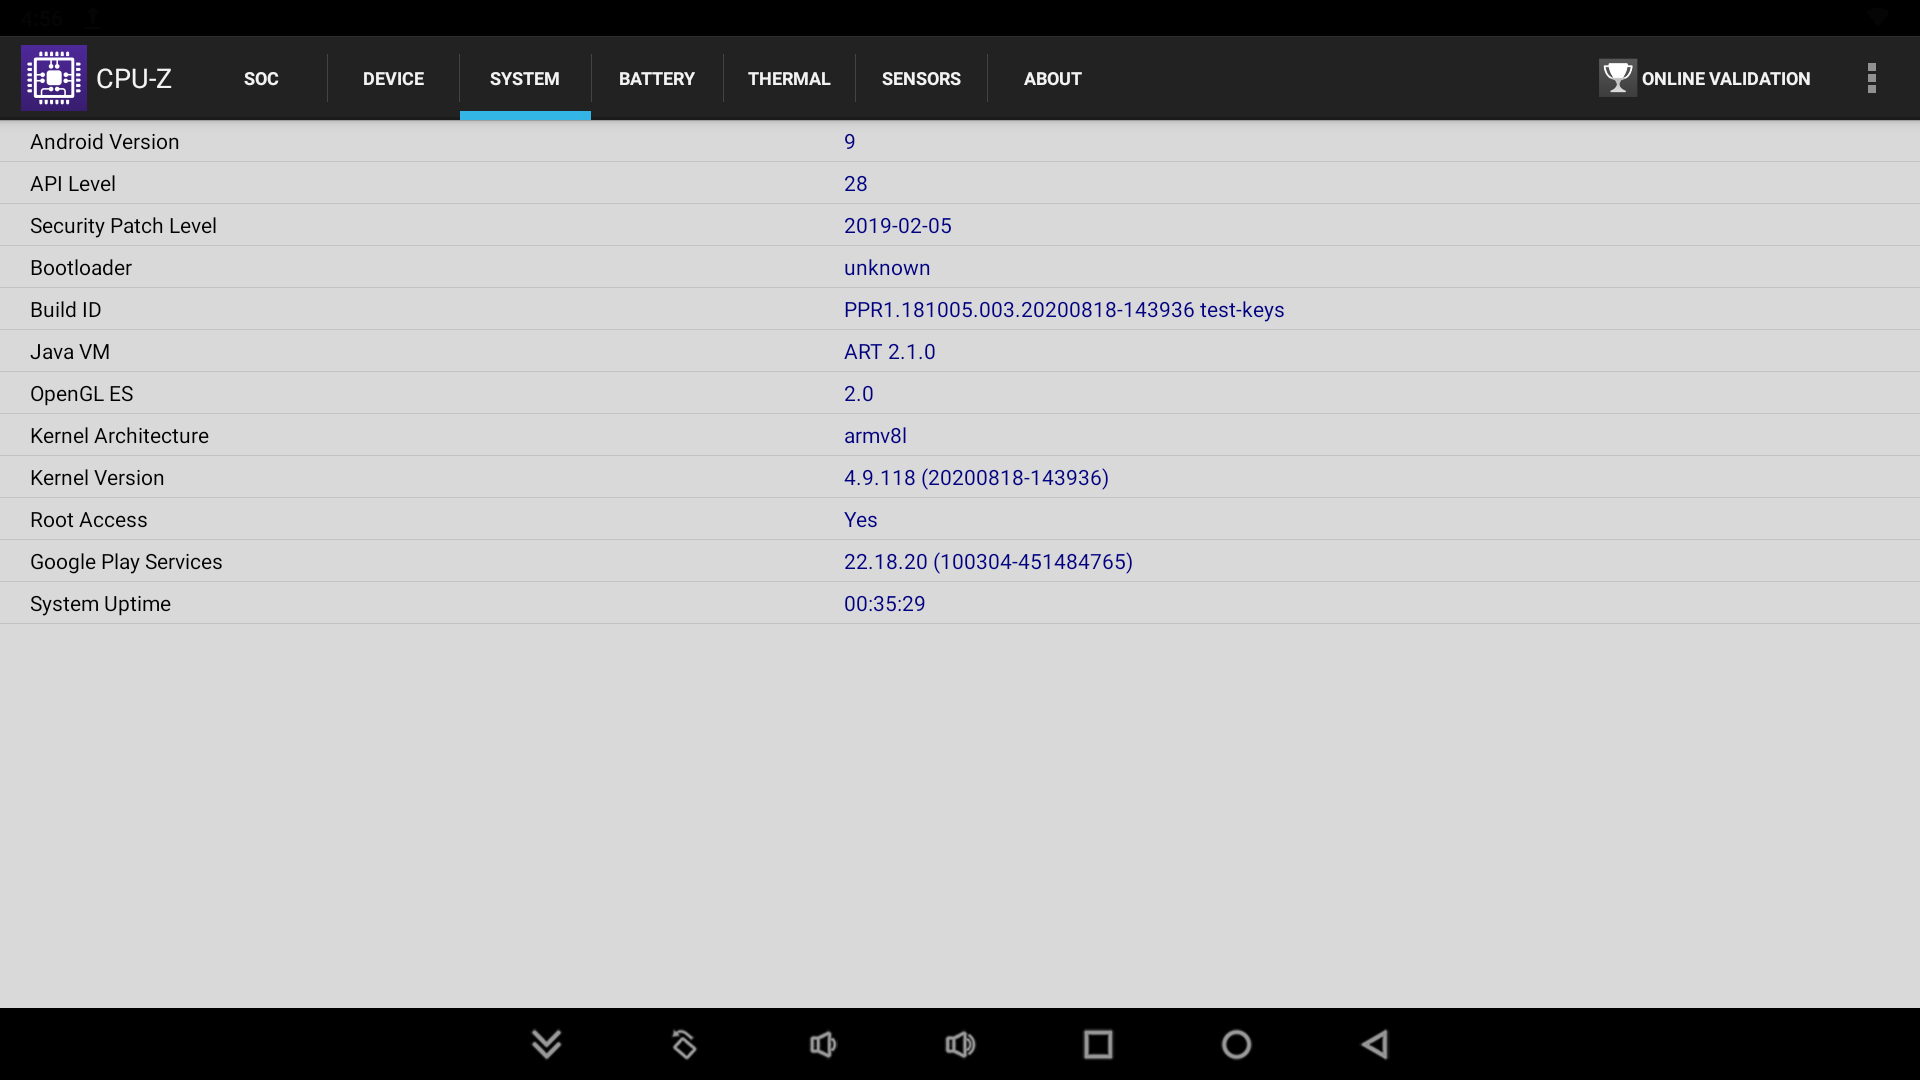 4:56
CPU-Z SOC DEVICE SYSTEM BATTERY THERMAL SENSORS ABOUT ONLINE VALIDATION
Android Version 9
API Level 28
Security Patch Level 2019-02-05
Bootloader unknown
Build ID PPR1.181005.003.20200818-143936 test-keys
Java VM ART 2.1.0
OpenGL ES 2.0
Kernel Architecture armv8l
Kernel Version 4.9.118 (20200818-143936)
Root Access Yes
Google Play Services 22.18.20 (100304-451484765)
System Uptime 00:35:29